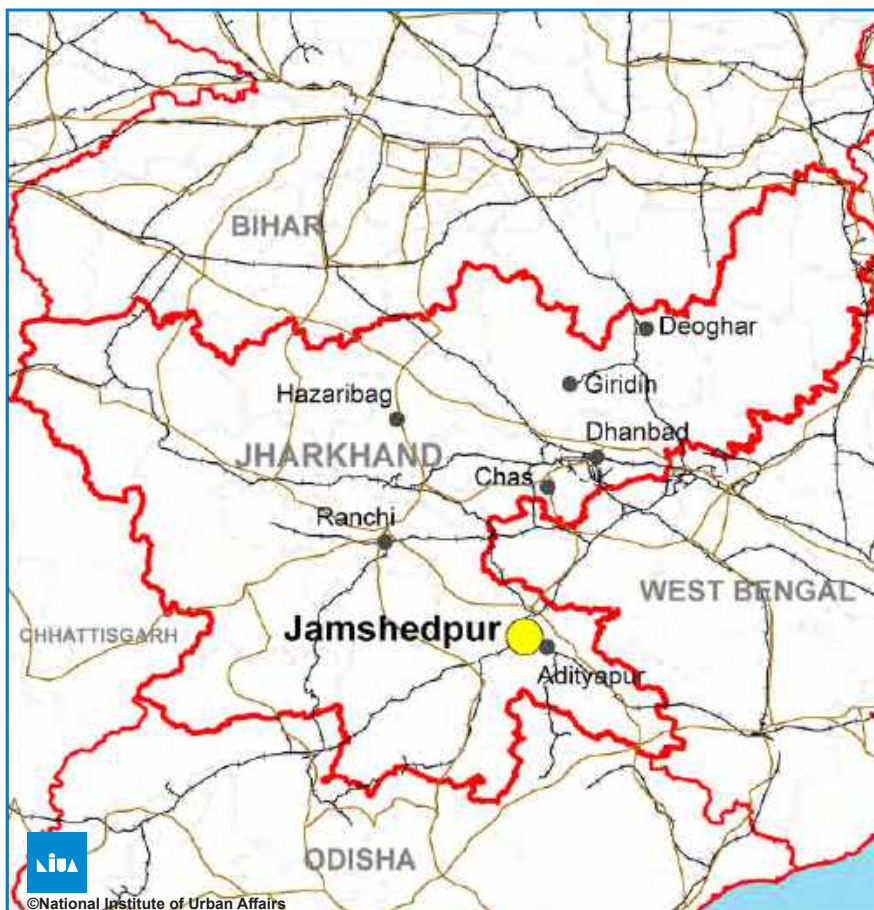 BIHAR
Deoghar
Giridih
Hazaribag
Dhanbad
JHARKHAND
Chas
Ranchi
WEST BENGAL
CHHATTISGARH
Jamshedpur
Adityapur
ODISHA
NIUA
©National Institute of Urban Affairs